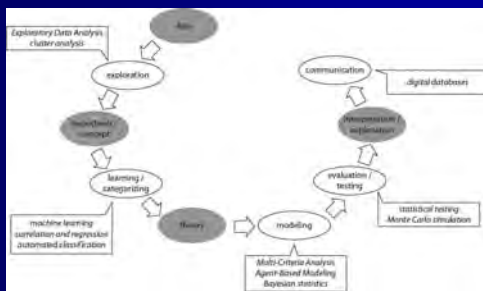 Exploratory Data Analysis
cluster analysis
data
exploration
hypothesis /
concept
learning /
categorizing
machine learning
correlation and regression
automated classification
theory
modeling
Multi-Criteria Analysis
Agent-Based Modeling
Bayesian statistics
evaluation /
testing
statistical testing
Monte Carlo simulation
interpretation /
explanation
communication
digital databases